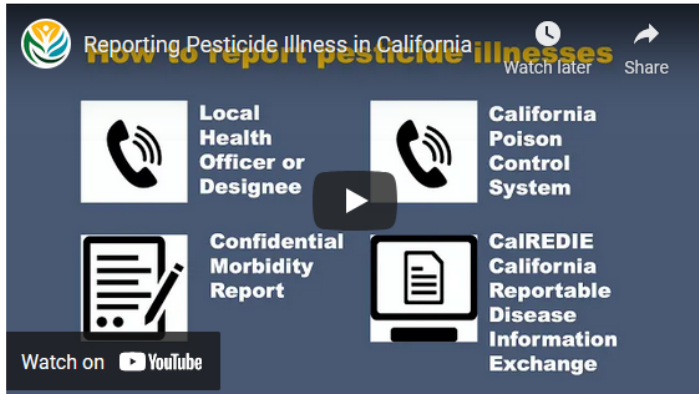 Reporting Pesticide Illness in California
How to report pesticide illnesses
Watch later
Share
Local
Health
Officer or
Designee
California
Poison
Control
System
Confidential
Morbidity
Report
CalREDIE
California
Reportable
Disease
Information
Exchange
Watch on YouTube